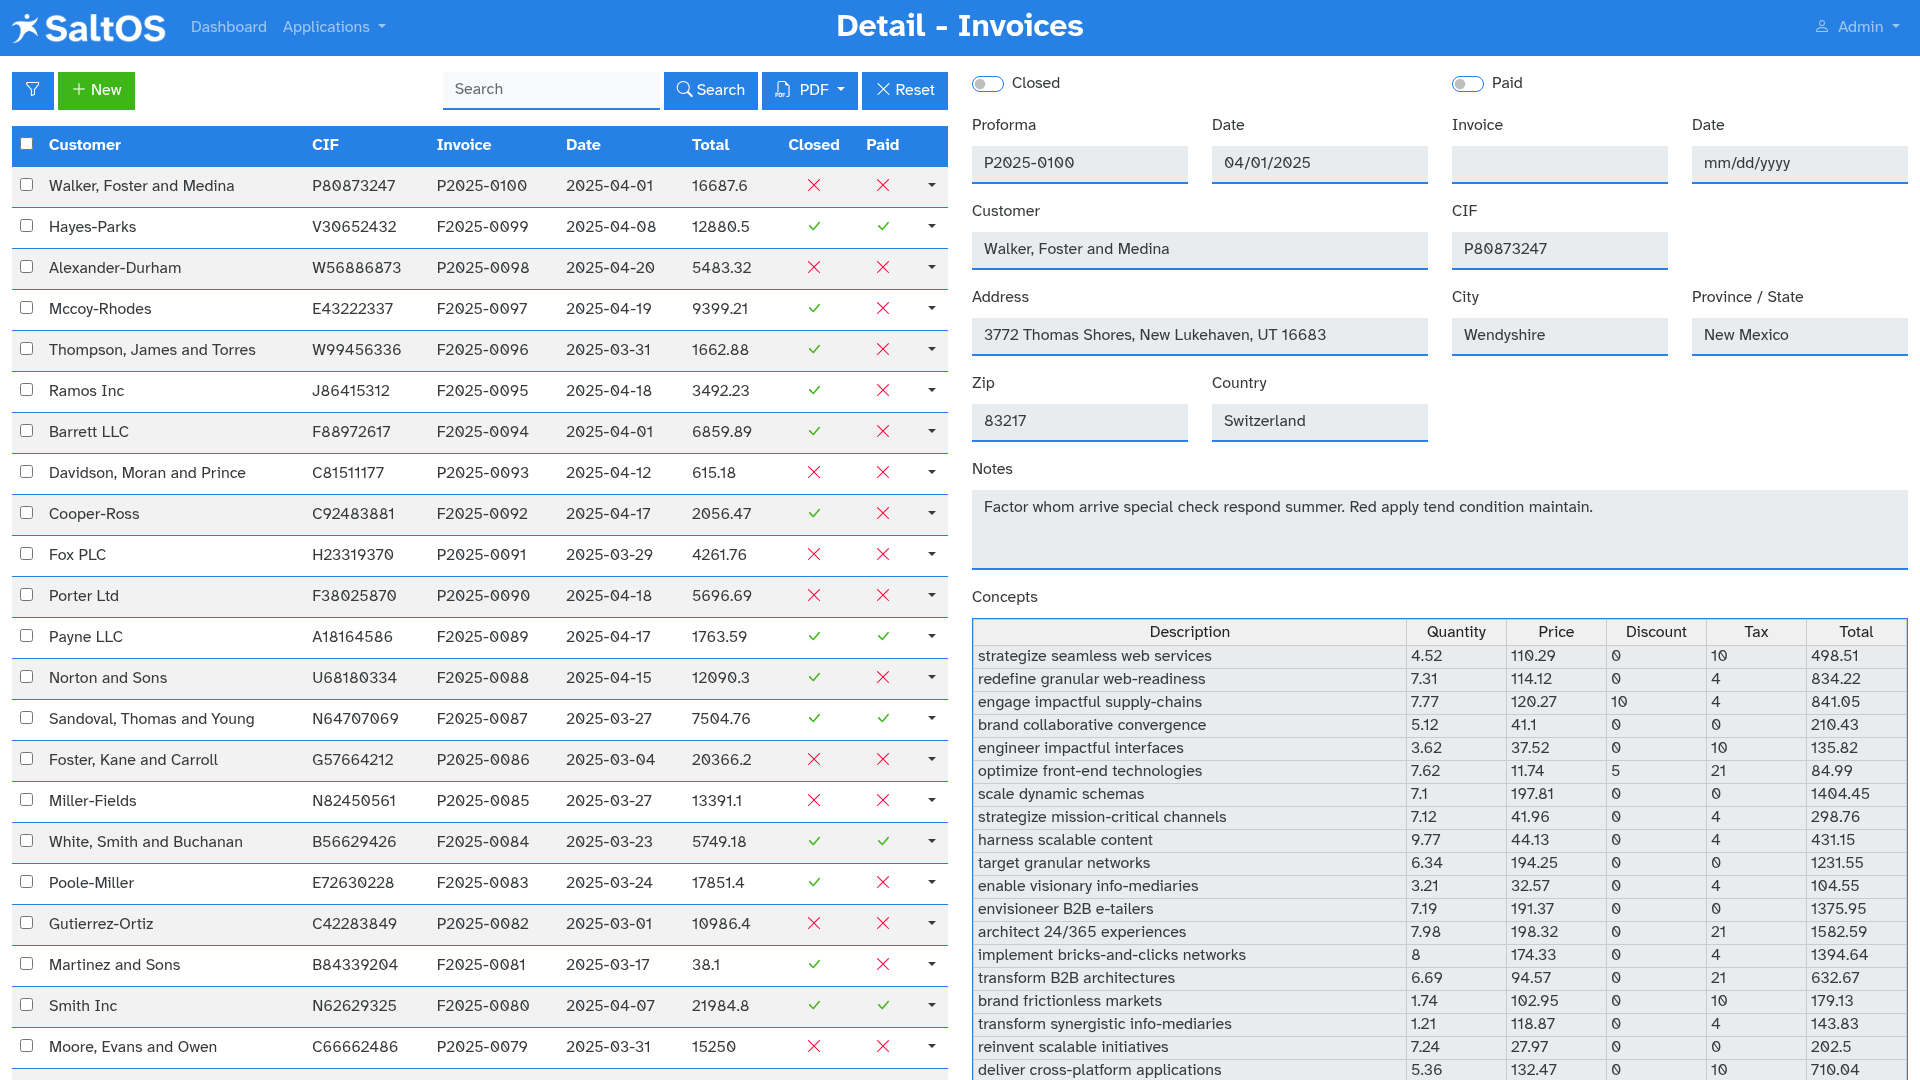 SaltOS Dashboard Applications Detail - Invoices Admin
New Search Search PDF Reset
Customer CIF Invoice Date Total Closed Paid
Walker, Foster and Medina P80873247 P2025-0100 2025-04-01 16687.6
Hayes-Parks V30652432 F2025-0099 2025-04-08 12880.5
Alexander-Durham W56886873 P2025-0098 2025-04-20 5483.32
Mccoy-Rhodes E43222337 F2025-0097 2025-04-19 9399.21
Thompson, James and Torres W99456336 F2025-0096 2025-03-31 1662.88
Ramos Inc J86415312 F2025-0095 2025-04-18 3492.23
Barrett LLC F88972617 F2025-0094 2025-04-01 6859.89
Davidson, Moran and Prince C81511177 P2025-0093 2025-04-12 615.18
Cooper-Ross C92483881 F2025-0092 2025-04-17 2056.47
Fox PLC H23319370 P2025-0091 2025-03-29 4261.76
Porter Ltd F38025870 P2025-0090 2025-04-18 5696.69
Payne LLC A18164586 F2025-0089 2025-04-17 1763.59
Norton and Sons U68180334 F2025-0088 2025-04-15 12090.3
Sandoval, Thomas and Young N64707069 F2025-0087 2025-03-27 7504.76
Foster, Kane and Carroll G57664212 P2025-0086 2025-03-04 20366.2
Miller-Fields N82450561 P2025-0085 2025-03-27 13391.1
White, Smith and Buchanan B56629426 F2025-0084 2025-03-23 5749.18
Poole-Miller E72630228 F2025-0083 2025-03-24 17851.4
Gutierrez-Ortiz C42283849 P2025-0082 2025-03-01 10986.4
Martinez and Sons B84339204 F2025-0081 2025-03-17 38.1
Smith Inc N62629325 F2025-0080 2025-04-07 21984.8
Moore, Evans and Owen C66662486 P2025-0079 2025-03-31 15250
Closed Paid
Proforma Date Invoice Date
P2025-0100 04/01/2025 mm/dd/yyyy
Customer CIF
Walker, Foster and Medina P80873247
Address City Province / State
3772 Thomas Shores, New Lukehaven, UT 16683 Wendyshire New Mexico
Zip Country
83217 Switzerland
Notes
Factor whom arrive special check respond summer. Red apply tend condition maintain.
Concepts
Description Quantity Price Discount Tax Total
strategize seamless web services 4.52 110.29 0 10 498.51
redefine granular web-readiness 7.31 114.12 0 4 834.22
engage impactful supply-chains 7.77 120.27 10 4 841.05
brand collaborative convergence 5.12 41.1 0 0 210.43
engineer impactful interfaces 3.62 37.52 0 10 135.82
optimize front-end technologies 7.62 11.74 5 21 84.99
scale dynamic schemas 7.1 197.81 0 0 1404.45
strategize mission-critical channels 7.12 41.96 0 4 298.76
harness scalable content 9.77 44.13 0 4 431.15
target granular networks 6.34 194.25 0 0 1231.55
enable visionary info-mediaries 3.21 32.57 0 4 104.55
envisioneer B2B e-tailers 7.19 191.37 0 0 1375.95
architect 24/365 experiences 7.98 198.32 0 21 1582.59
implement bricks-and-clicks networks 8 174.33 0 4 1394.64
transform B2B architectures 6.69 94.57 0 21 632.67
brand frictionless markets 1.74 102.95 0 10 179.13
transform synergistic info-mediaries 1.21 118.87 0 4 143.83
reinvent scalable initiatives 7.24 27.97 0 0 202.5
deliver cross-platform applications 5.36 132.47 0 10 710.04